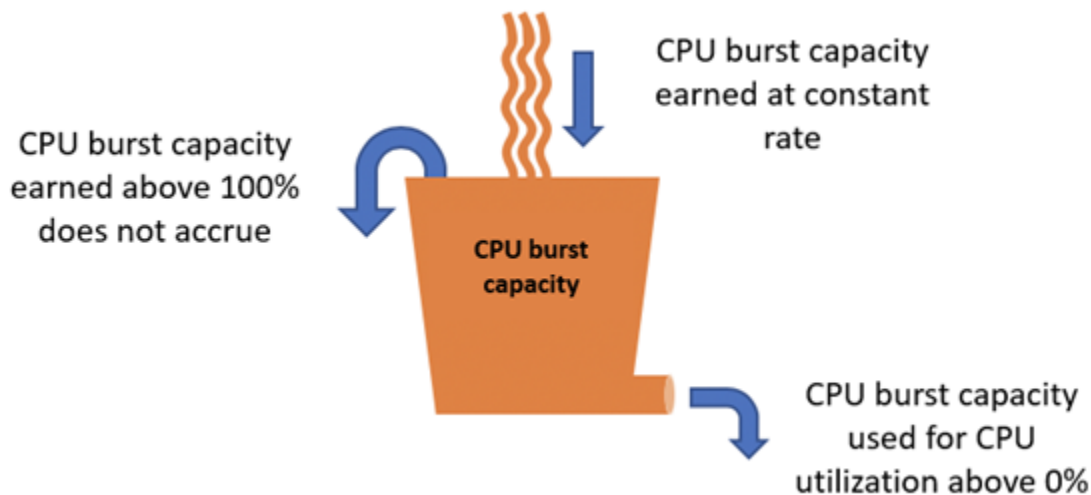 CPU burst capacity
earned at constant
rate
CPU burst capacity
earned above 100%
does not accrue
CPU burst
capacity
CPU burst capacity
used for CPU
utilization above 0%